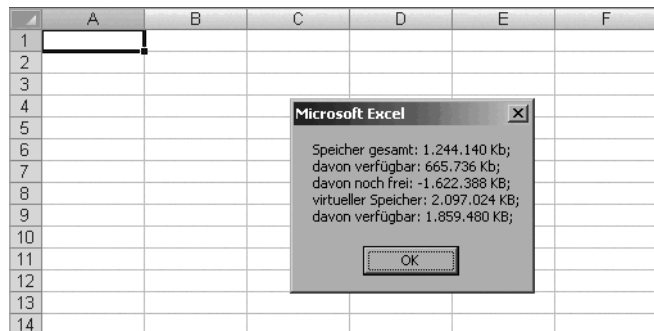 A B C D E F
1
2
3
4
Microsoft Excel
5
6
Speicher gesamt: 1.244.140 Kb;
7
davon verfügbar: 665.736 Kb;
davon noch frei: -1.622.388 KB;
8
virtueller Speicher: 2.097.024 KB;
9
davon verfügbar: 1.859.480 KB;
10
11
OK
12
13
14